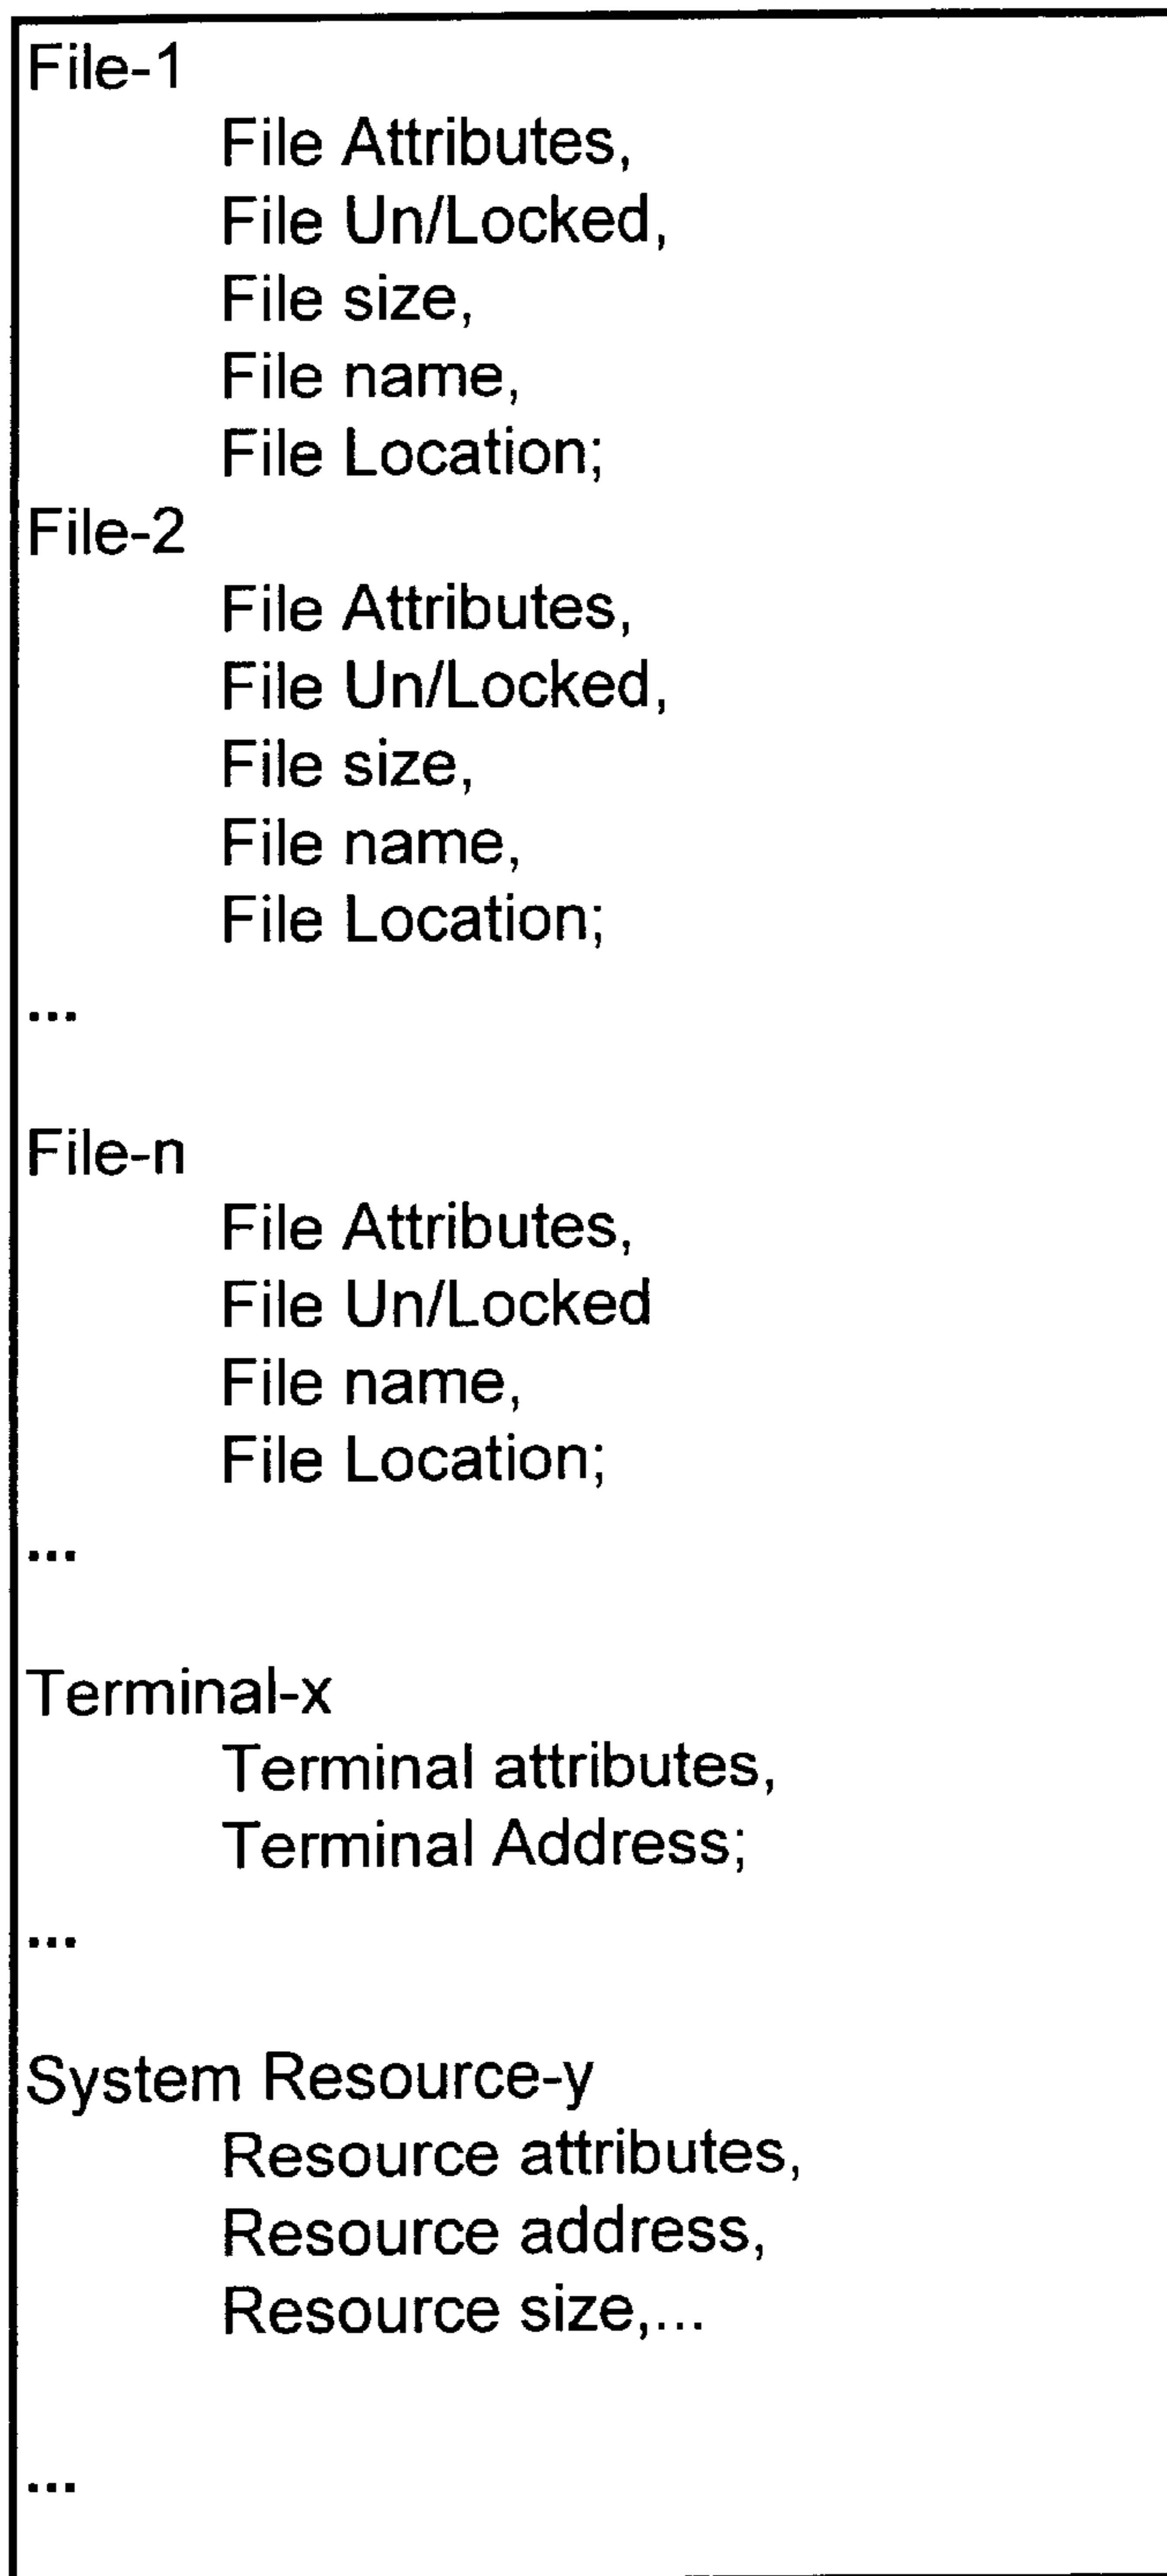 File-1
File Attributes,
File Un/Locked,
File size,
File name,
File Location;
File-2
File Attributes,
File Un/Locked,
File size,
File name,
File Location;
...
File-n
File Attributes,
File Un/Locked
File name,
File Location;
...
Terminal-x
Terminal attributes,
Terminal Address;
...
System Resource-y
Resource attributes,
Resource address,
Resource size,...
...